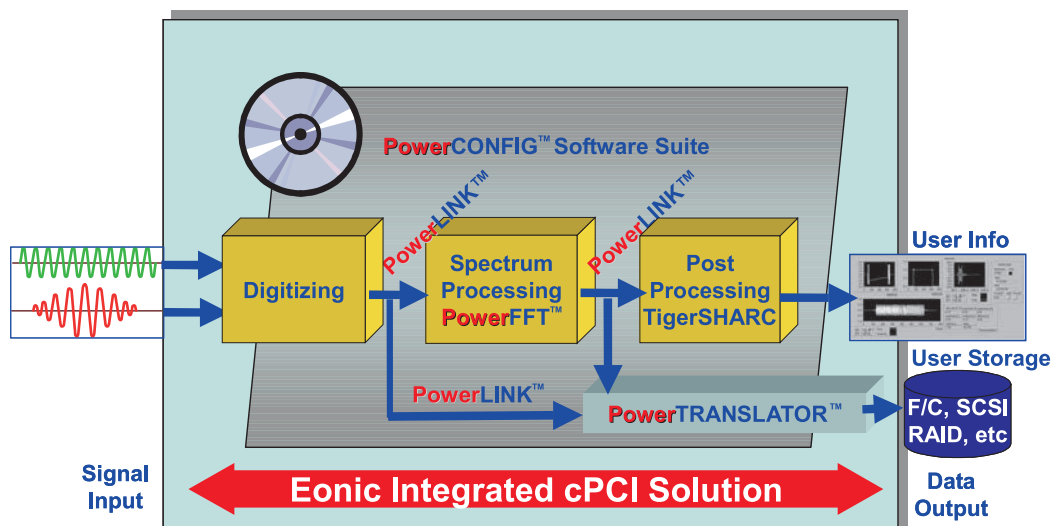 PowerCONFIG™ Software Suite
PowerLINK™
PowerLINK™
Digitizing
Spectrum
Processing
PowerFFT™
Post
Processing
TigerSHARC
User Info
User Storage
PowerLINK™
PowerTRANSLATOR™
F/C, SCSI
RAID, etc
Signal
Input
Eonic Integrated cPCI Solution
Data
Output